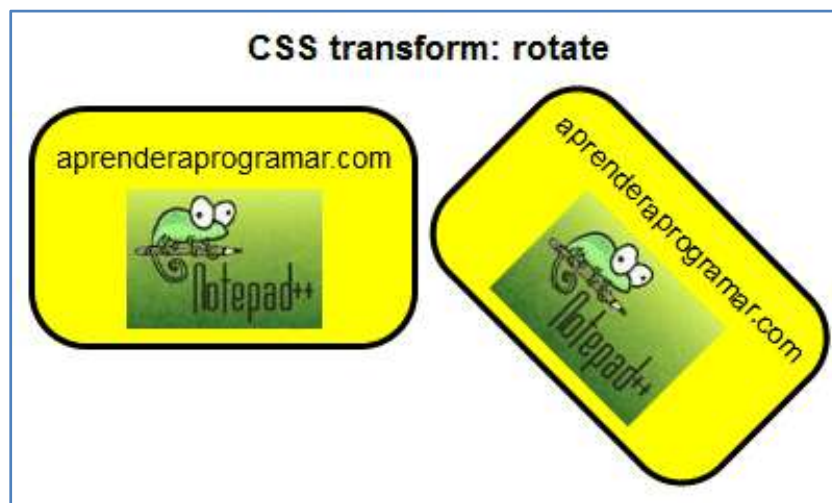 CSS transform: rotate
aprenderaprogramar.com
Notepad++
aprenderaprogramar.com
Notepad++